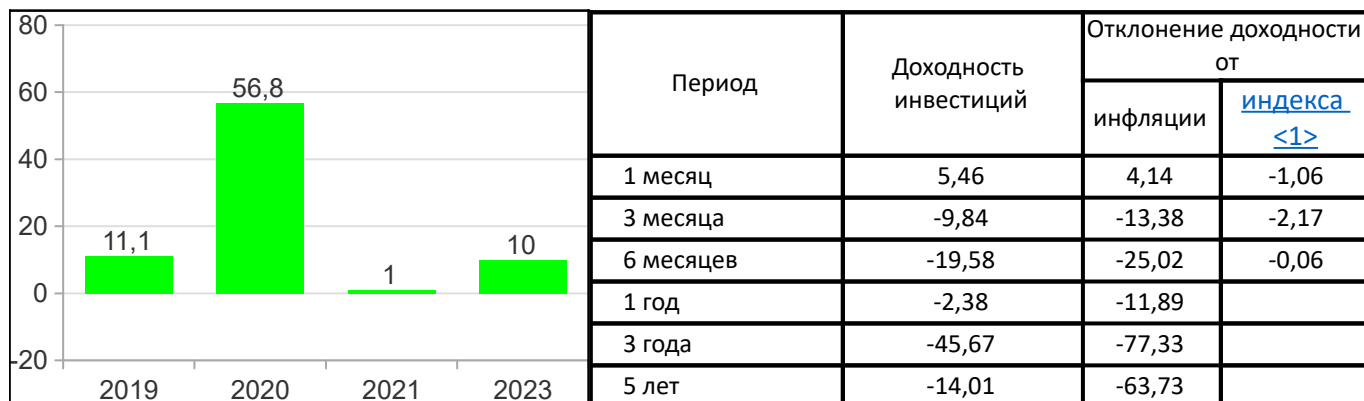 80
60
40
20
0
-20
11,1
56,8
1
10
2019 2020 2021 2023
Период
Доходность
инвестиций
Отклонение доходности
от
инфляции
индекса
<1>
1 месяц 5,46 4,14 -1,06
3 месяца -9,84 -13,38 -2,17
6 месяцев -19,58 -25,02 -0,06
1 год -2,38 -11,89
3 года -45,67 -77,33
5 лет -14,01 -63,73